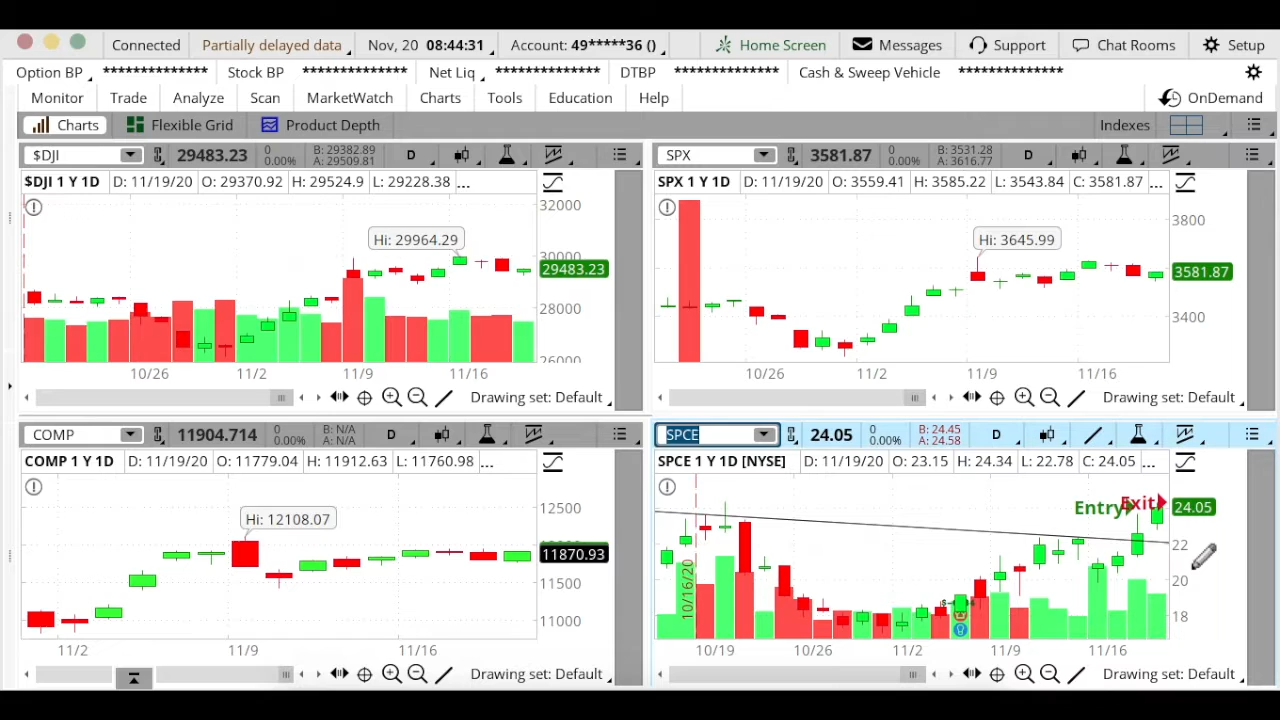 Connected Partially delayed data Nov, 20 08:44:31 Account: 49*****36 () Home Screen Messages Support Chat Rooms Setup
Option BP *************** Stock BP *************** Net Liq *************** DTBP *************** Cash & Sweep Vehicle ***************
Monitor Trade Analyze Scan MarketWatch Charts Tools Education Help OnDemand
Charts Flexible Grid Product Depth Indexes
$DJI 29483.23 0 0.00% B: 29382.89 A: 29509.81 D
$DJI 1 Y 1D D: 11/19/20 O: 29370.92 H: 29524.9 L: 29228.38 ...
32000
Hi: 29964.29
30000
29483.23
28000
26000
10/26 11/2 11/9 11/16
Drawing set: Default
SPX 3581.87 0 0.00% B: 3531.28 A: 3616.77 D
SPX 1 Y 1D D: 11/19/20 O: 3559.41 H: 3585.22 L: 3543.84 C: 3581.87 ...
3800
Hi: 3645.99
3581.87
3400
10/26 11/2 11/9 11/16
Drawing set: Default
COMP 11904.714 0 0.00% B: N/A A: N/A D
COMP 1 Y 1D D: 11/19/20 O: 11779.04 H: 11912.63 L: 11760.98 ...
12500
Hi: 12108.07
11870.93
11500
11000
11/2 11/9 11/16
Drawing set: Default
SPCE 24.05 0 0.00% B: 24.45 A: 24.58 D
SPCE 1 Y 1D [NYSE] D: 11/19/20 O: 23.15 H: 24.34 L: 22.78 C: 24.05 ...
Entry Exit 24.05
22
20
10/16/20
18
10/19 10/26 11/2 11/9 11/16
Drawing set: Default